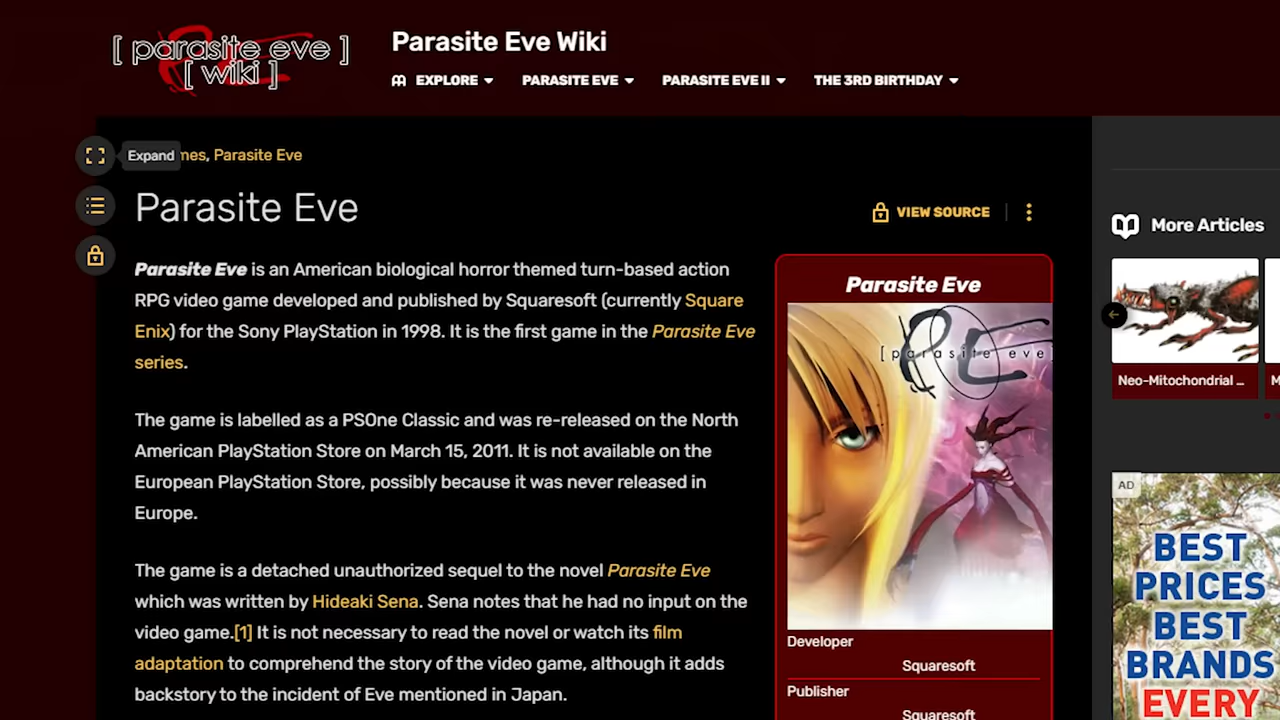 [ parasite eve ]
[ wiki ]
Parasite Eve Wiki
EXPLORE
PARASITE EVE
PARASITE EVE II
THE 3RD BIRTHDAY
Expand
mes, Parasite Eve
Parasite Eve
VIEW SOURCE
Parasite Eve is an American biological horror themed turn-based action
RPG video game developed and published by Squaresoft (currently Square
Enix) for the Sony PlayStation in 1998. It is the first game in the Parasite Eve
series.
The game is labelled as a PSOne Classic and was re-released on the North
American PlayStation Store on March 15, 2011. It is not available on the
European PlayStation Store, possibly because it was never released in
Europe.
The game is a detached unauthorized sequel to the novel Parasite Eve
which was written by Hideaki Sena. Sena notes that he had no input on the
video game.[1] It is not necessary to read the novel or watch its film
adaptation to comprehend the story of the video game, although it adds
backstory to the incident of Eve mentioned in Japan.
Parasite Eve
[parasite eve]
Developer
Squaresoft
Publisher
Squaresoft
More Articles
Neo-Mitochondrial ...
M
AD
BEST
PRICES
BEST
BRANDS
EVERY